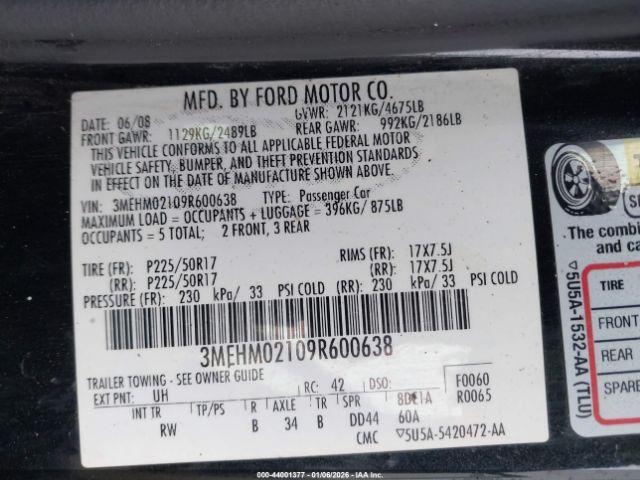 MFD. BY FORD MOTOR CO.
DATE: 06/08 GVWR: 2121KG/4675LB
FRONT GAWR: 1129KG/2489LB REAR GAWR: 992KG/2186LB
THIS VEHICLE CONFORMS TO ALL APPLICABLE FEDERAL MOTOR
VEHICLE SAFETY, BUMPER, AND THEFT PREVENTION STANDARDS
IN EFFECT ON THE DATE OF MANUFACTURE SHOWN ABOVE.
VIN: 3MEHM02109R600638 TYPE: Passenger Car
MAXIMUM LOAD = OCCUPANTS + LUGGAGE = 396KG/ 875LB
OCCUPANTS = 5 TOTAL; 2 FRONT, 3 REAR
TIRE (FR): P225/50R17 RIMS (FR): 17X7.5J
(RR): P225/50R17 (RR): 17X7.5J
PRESSURE (FR): 230 kPa/ 33 PSI COLD (RR): 230 kPa/ 33 PSI COLD
3MEHM02109R600638
TRAILER TOWING - SEE OWNER GUIDE
EXT PNT: UH RC: 42 DSO: F0060
INT TR TP/PS R AXLE TR SPR R0065
RW B 34 B DD44 60A
CMC ▽5U5A-5420472-AA
The combi
and ca
TIRE
FRONT
REAR
SPARE
▽5U5A-1532-AA (TLU)
000-44001377 - 01/06/2026 - IAAI.com